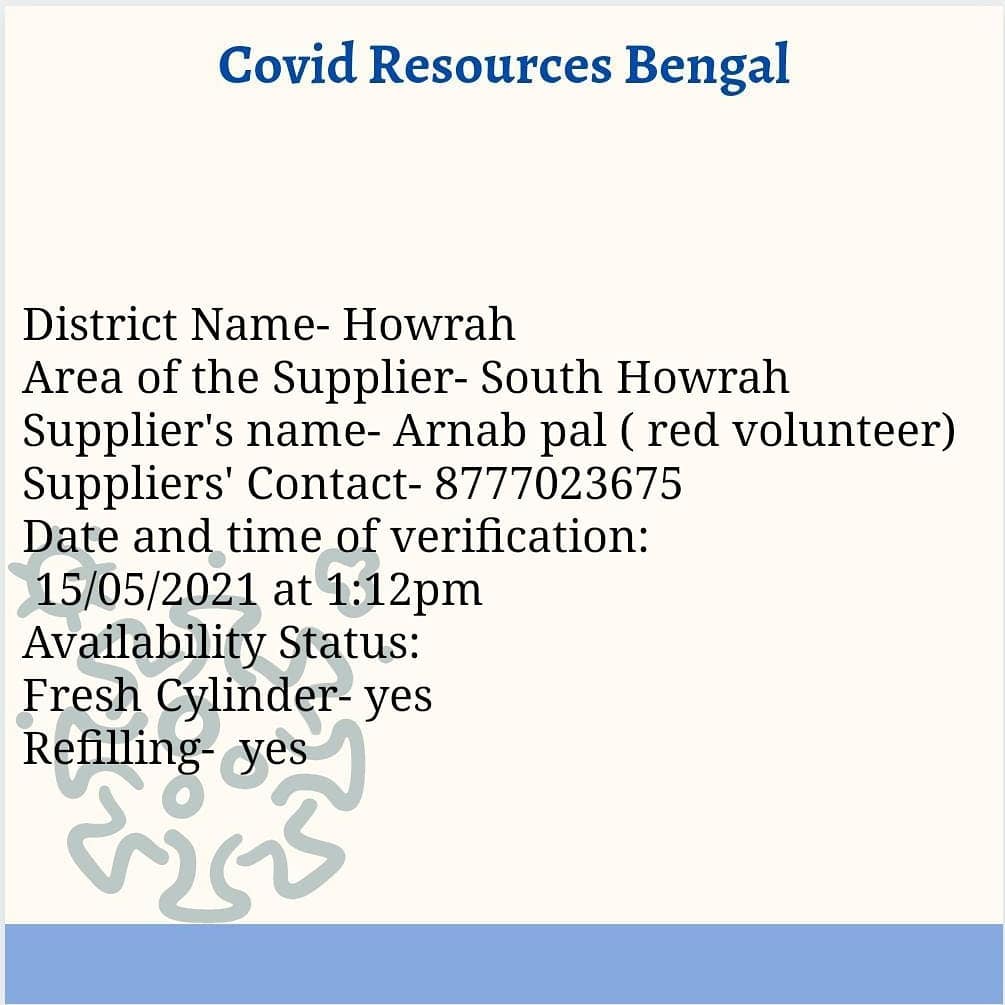 Covid Resources Bengal
District Name- Howrah
Area of the Supplier- South Howrah
Supplier's name- Arnab pal ( red volunteer)
Suppliers' Contact- 8777023675
Date and time of verification:
15/05/2021 at 1:12pm
Availability Status:
Fresh Cylinder- yes
Refilling-  yes